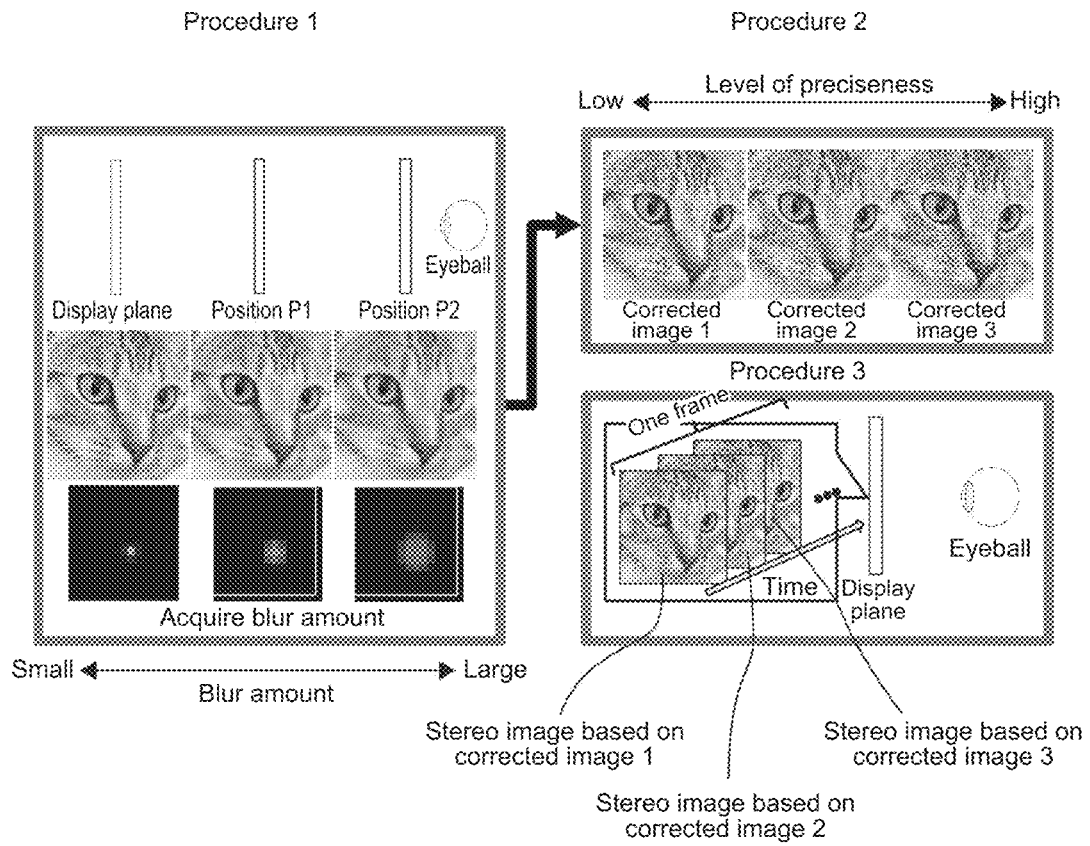 Procedure 1
Eyeball
Display plane
Position P1
Position P2
Acquire blur amount
Small
Large
Blur amount
Procedure 2
Level of preciseness
Low
High
Corrected
image 1
Corrected
image 2
Corrected
image 3
Procedure 3
One frame
Time
Display
plane
Eyeball
Stereo image based on
corrected image 1
Stereo image based on
corrected image 2
Stereo image based on
corrected image 3